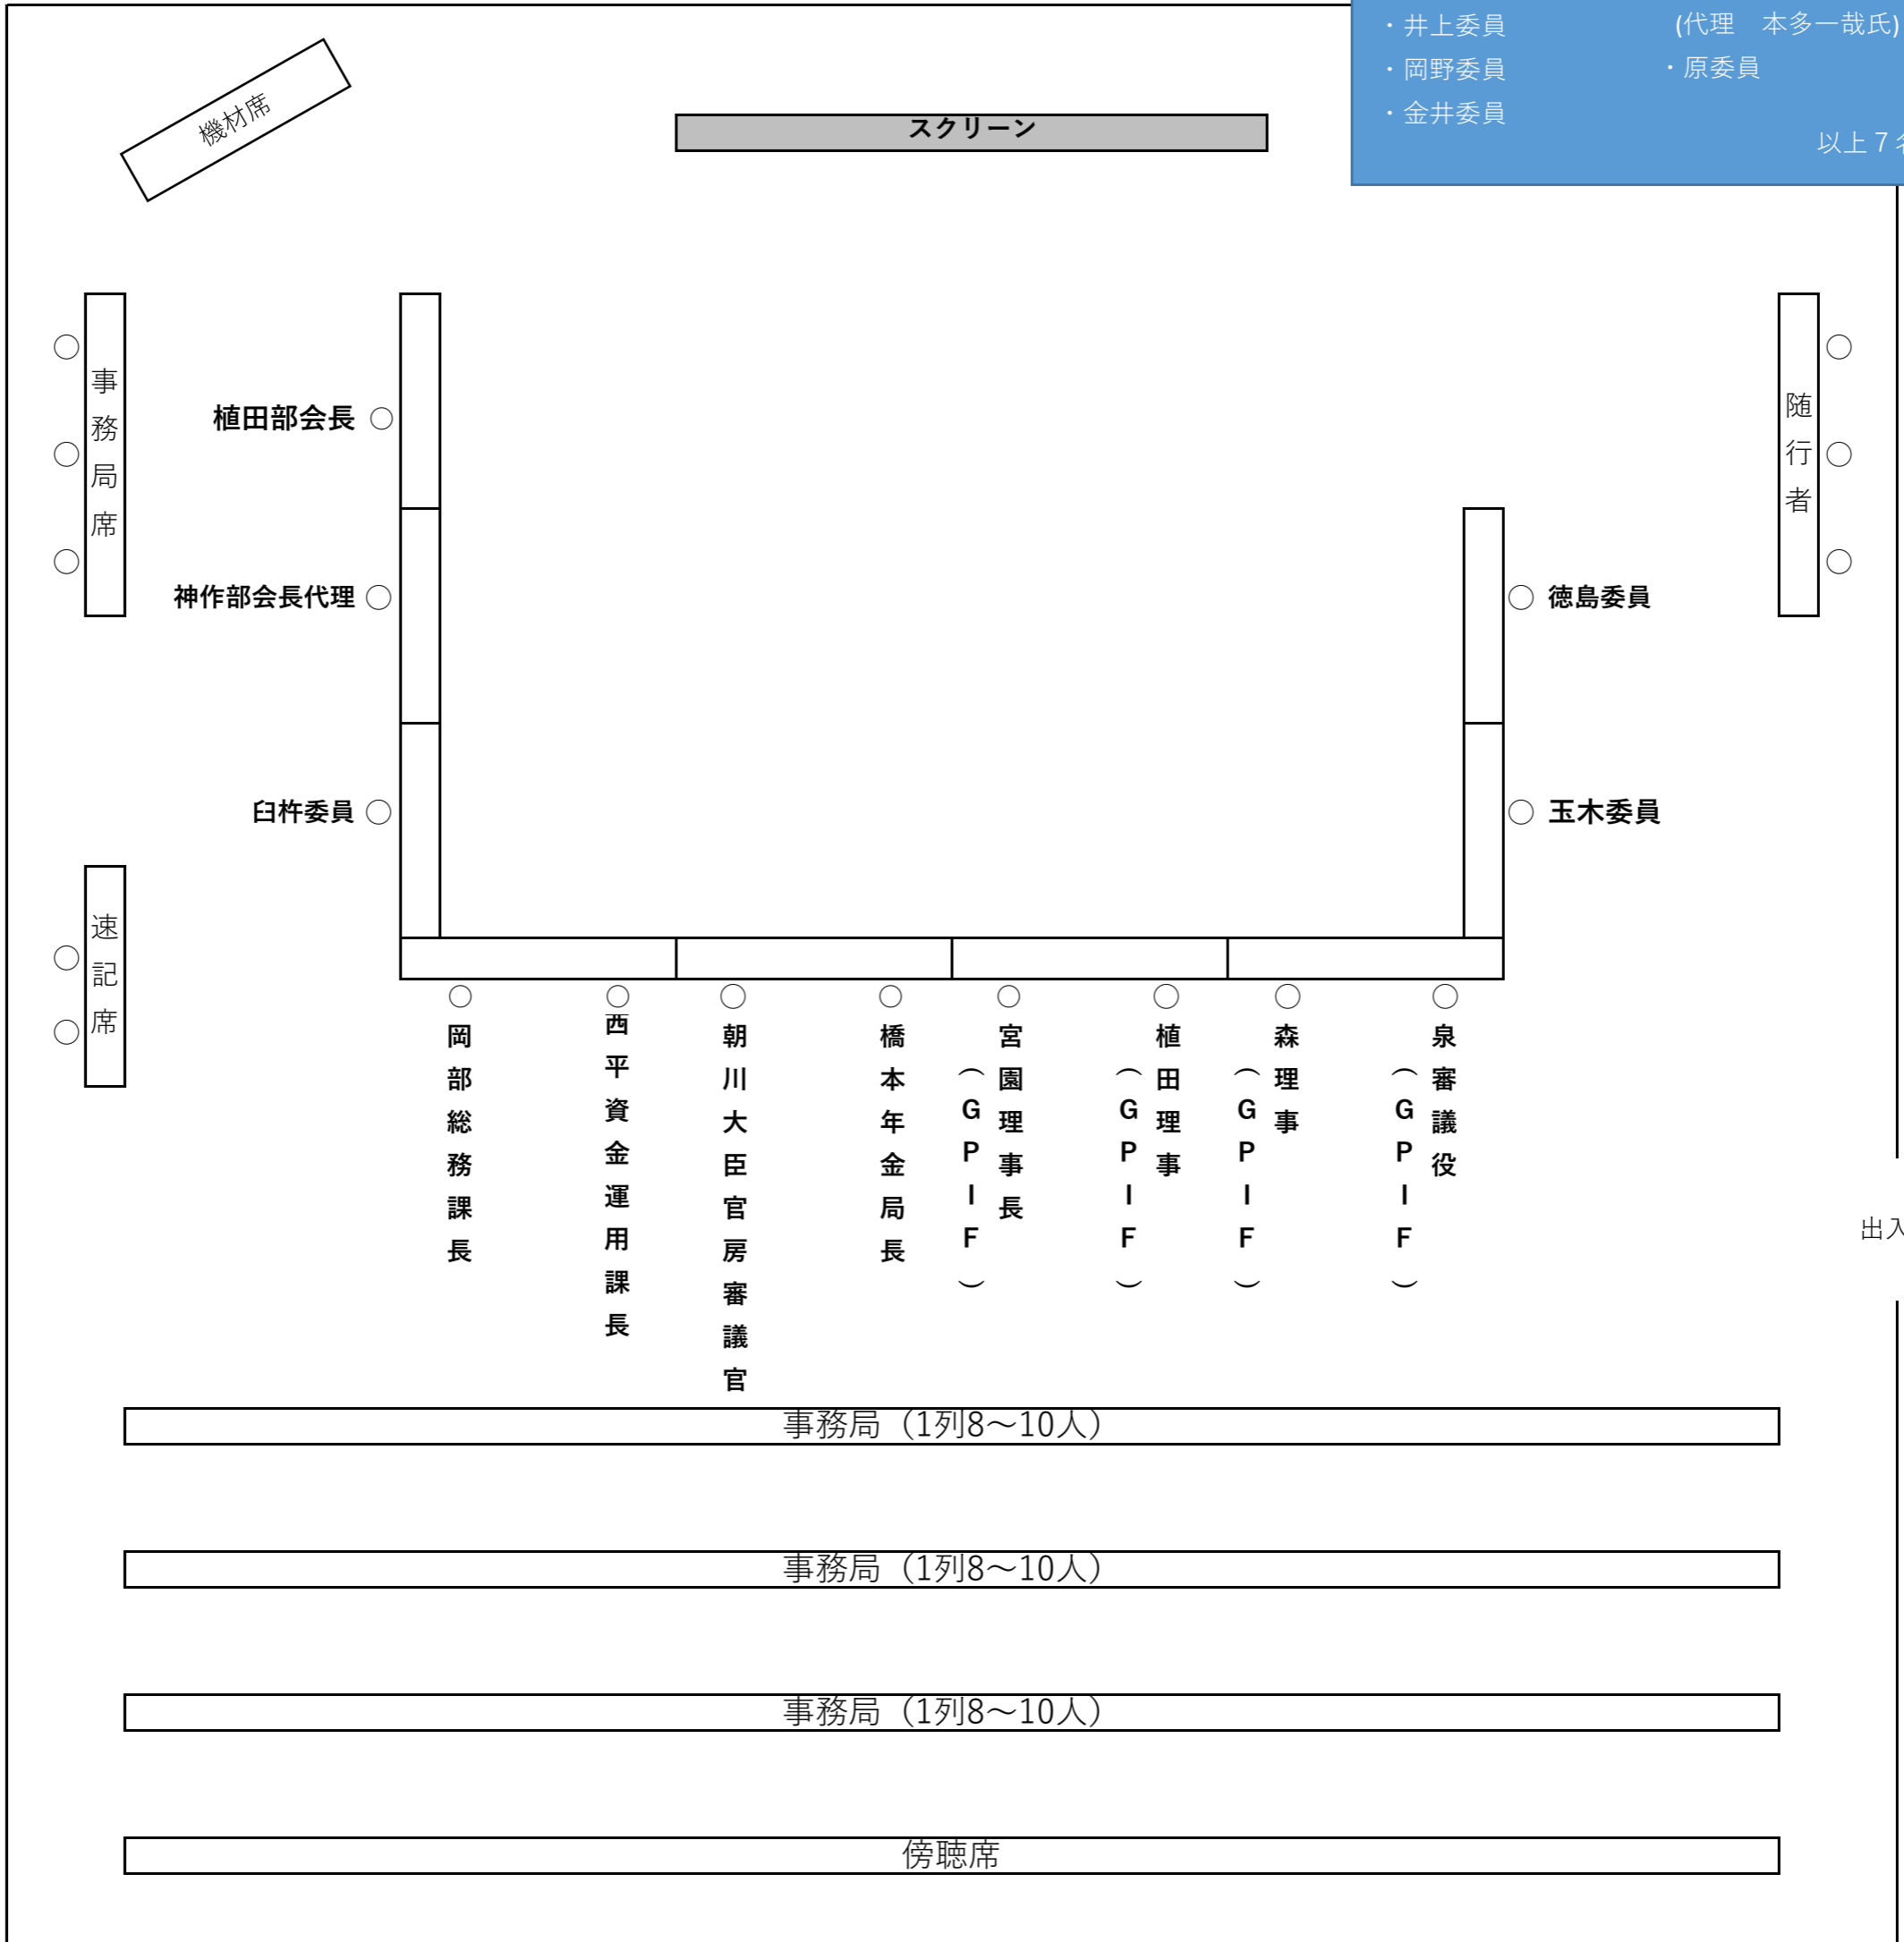 ・井上委員
(代理　本多一哉氏)
・岡野委員
・原委員
・金井委員
以上７名
機材席
スクリーン
事務局席
植田部会長
随行者
神作部会長代理
徳島委員
臼杵委員
玉木委員
速記席
岡部総務課長
西平資金運用課長
朝川大臣官房審議官
橋本年金局長
宮園理事長
（ＧＰＩＦ）
植田理事
（ＧＰＩＦ）
森理事
（ＧＰＩＦ）
泉審議役
（ＧＰＩＦ）
出入
事務局（1列8～10人）
事務局（1列8～10人）
事務局（1列8～10人）
傍聴席